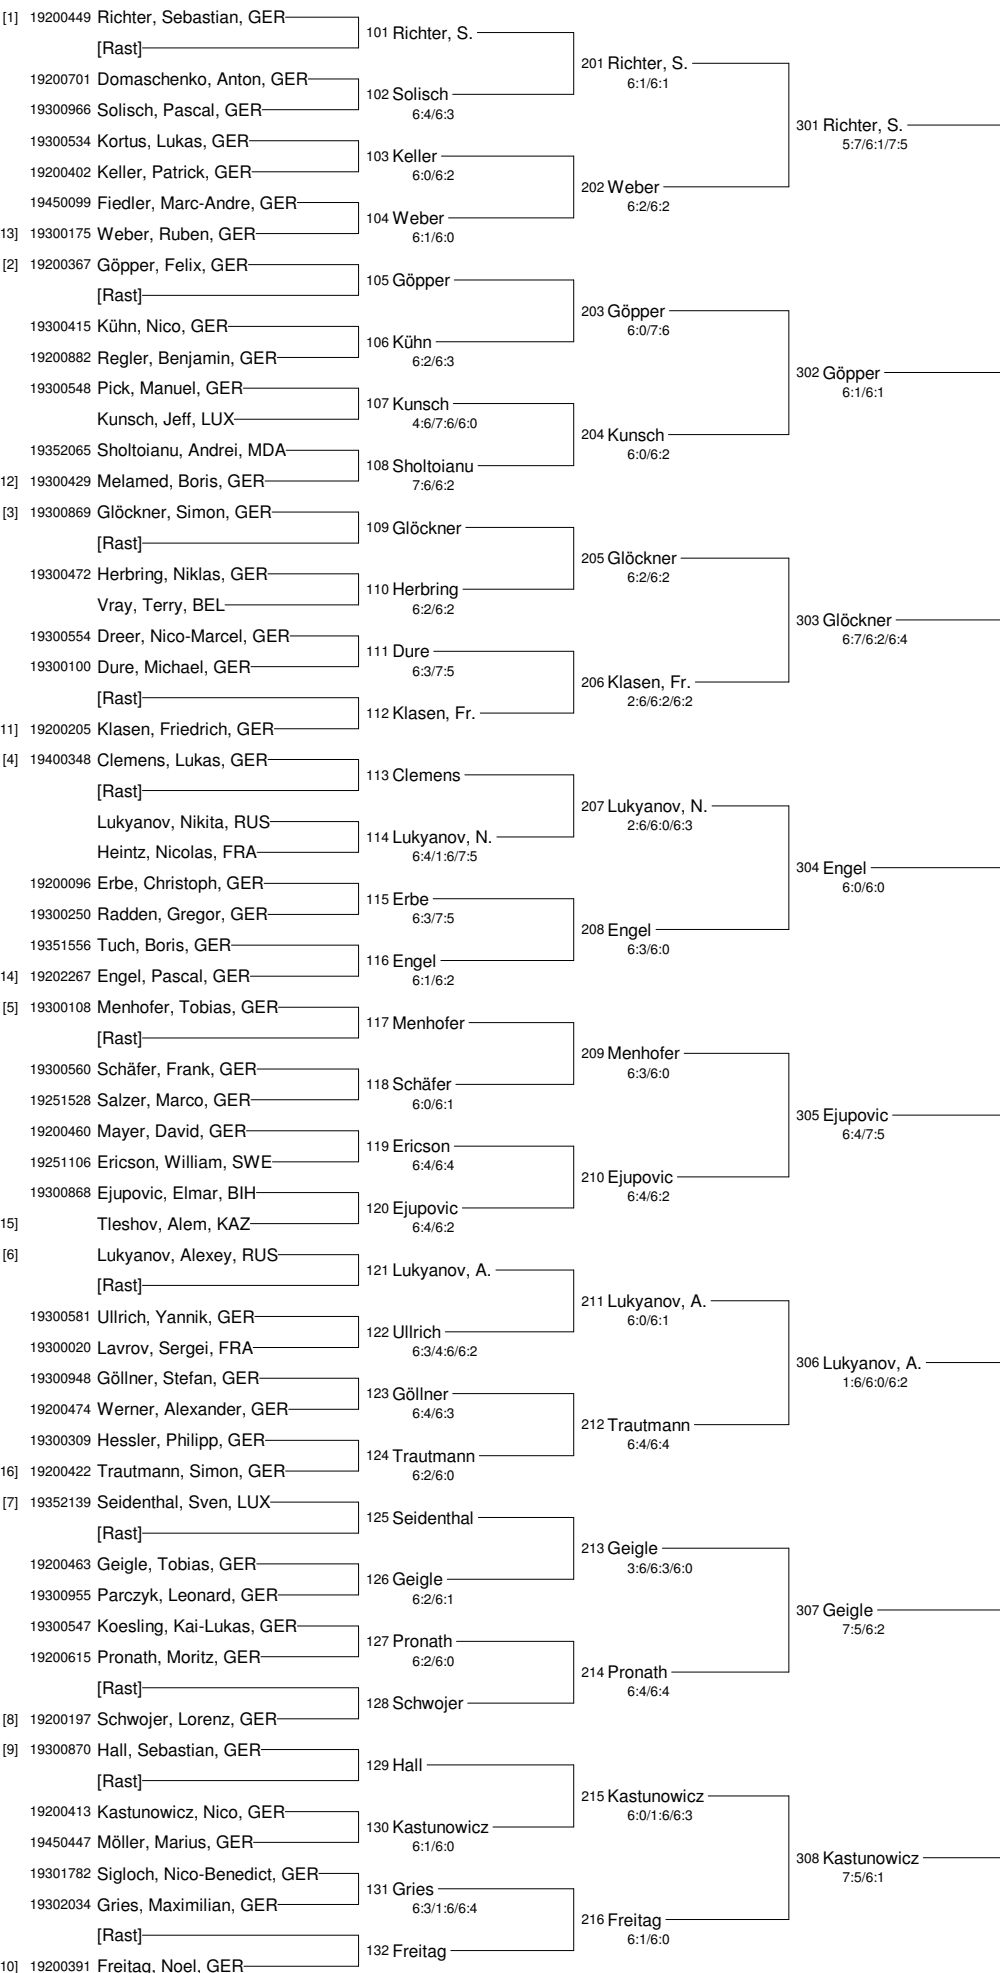 [1] 19200449 Richter, Sebastian, GER
[Rast]
19200701 Domaschenko, Anton, GER
19300966 Solisch, Pascal, GER
19300534 Kortus, Lukas, GER
19200402 Keller, Patrick, GER
19450099 Fiedler, Marc-Andre, GER
13] 19300175 Weber, Ruben, GER
[2] 19200367 Göpper, Felix, GER
[Rast]
19300415 Kühn, Nico, GER
19200882 Regler, Benjamin, GER
19300548 Pick, Manuel, GER
Kunsch, Jeff, LUX
19352065 Sholtoianu, Andrei, MDA
12] 19300429 Melamed, Boris, GER
[3] 19300869 Glöckner, Simon, GER
[Rast]
19300472 Herbring, Niklas, GER
Vray, Terry, BEL
19300554 Dreer, Nico-Marcel, GER
19300100 Dure, Michael, GER
[Rast]
11] 19200205 Klasen, Friedrich, GER
[4] 19400348 Clemens, Lukas, GER
[Rast]
Lukyanov, Nikita, RUS
Heintz, Nicolas, FRA
19200096 Erbe, Christoph, GER
19300250 Radden, Gregor, GER
19351556 Tuch, Boris, GER
14] 19202267 Engel, Pascal, GER
[5] 19300108 Menhofer, Tobias, GER
[Rast]
19300560 Schäfer, Frank, GER
19251528 Salzer, Marco, GER
19200460 Mayer, David, GER
19251106 Ericson, William, SWE
19300868 Ejupovic, Elmar, BIH
15] Tleshov, Alem, KAZ
[6] Lukyanov, Alexey, RUS
[Rast]
19300581 Ullrich, Yannik, GER
19300020 Lavrov, Sergei, FRA
19300948 Göllner, Stefan, GER
19200474 Werner, Alexander, GER
19300309 Hessler, Philipp, GER
16] 19200422 Trautmann, Simon, GER
[7] 19352139 Seidenthal, Sven, LUX
[Rast]
19200463 Geigle, Tobias, GER
19300955 Parczyk, Leonard, GER
19300547 Koesling, Kai-Lukas, GER
19200615 Pronath, Moritz, GER
[Rast]
[8] 19200197 Schwojer, Lorenz, GER
[9] 19300870 Hall, Sebastian, GER
[Rast]
19200413 Kastunowicz, Nico, GER
19450447 Möller, Marius, GER
19301782 Sigloch, Nico-Benedict, GER
19302034 Gries, Maximilian, GER
[Rast]
10] 19200391 Freitag, Noel, GER
101 Richter, S.
102 Solisch
6:4/6:3
103 Keller
6:0/6:2
104 Weber
6:1/6:0
105 Göpper
106 Kühn
6:2/6:3
107 Kunsch
4:6/7:6/6:0
108 Sholtoianu
7:6/6:2
109 Glöckner
110 Herbring
6:2/6:2
111 Dure
6:3/7:5
112 Klasen, Fr.
113 Clemens
114 Lukyanov, N.
6:4/1:6/7:5
115 Erbe
6:3/7:5
116 Engel
6:1/6:2
117 Menhofer
118 Schäfer
6:0/6:1
119 Ericson
6:4/6:4
120 Ejupovic
6:4/6:2
121 Lukyanov, A.
122 Ullrich
6:3/4:6/6:2
123 Göllner
6:4/6:3
124 Trautmann
6:2/6:0
125 Seidenthal
126 Geigle
6:2/6:1
127 Pronath
6:2/6:0
128 Schwojer
129 Hall
130 Kastunowicz
6:1/6:0
131 Gries
6:3/1:6/6:4
132 Freitag
201 Richter, S.
6:1/6:1
202 Weber
6:2/6:2
203 Göpper
6:0/7:6
204 Kunsch
6:0/6:2
205 Glöckner
6:2/6:2
206 Klasen, Fr.
2:6/6:2/6:2
207 Lukyanov, N.
2:6/6:0/6:3
208 Engel
6:3/6:0
209 Menhofer
6:3/6:0
210 Ejupovic
6:4/6:2
211 Lukyanov, A.
6:0/6:1
212 Trautmann
6:4/6:4
213 Geigle
3:6/6:3/6:0
214 Pronath
6:4/6:4
215 Kastunowicz
6:0/1:6/6:3
216 Freitag
6:1/6:0
301 Richter, S.
5:7/6:1/7:5
302 Göpper
6:1/6:1
303 Glöckner
6:7/6:2/6:4
304 Engel
6:0/6:0
305 Ejupovic
6:4/7:5
306 Lukyanov, A.
1:6/6:0/6:2
307 Geigle
7:5/6:2
308 Kastunowicz
7:5/6:1